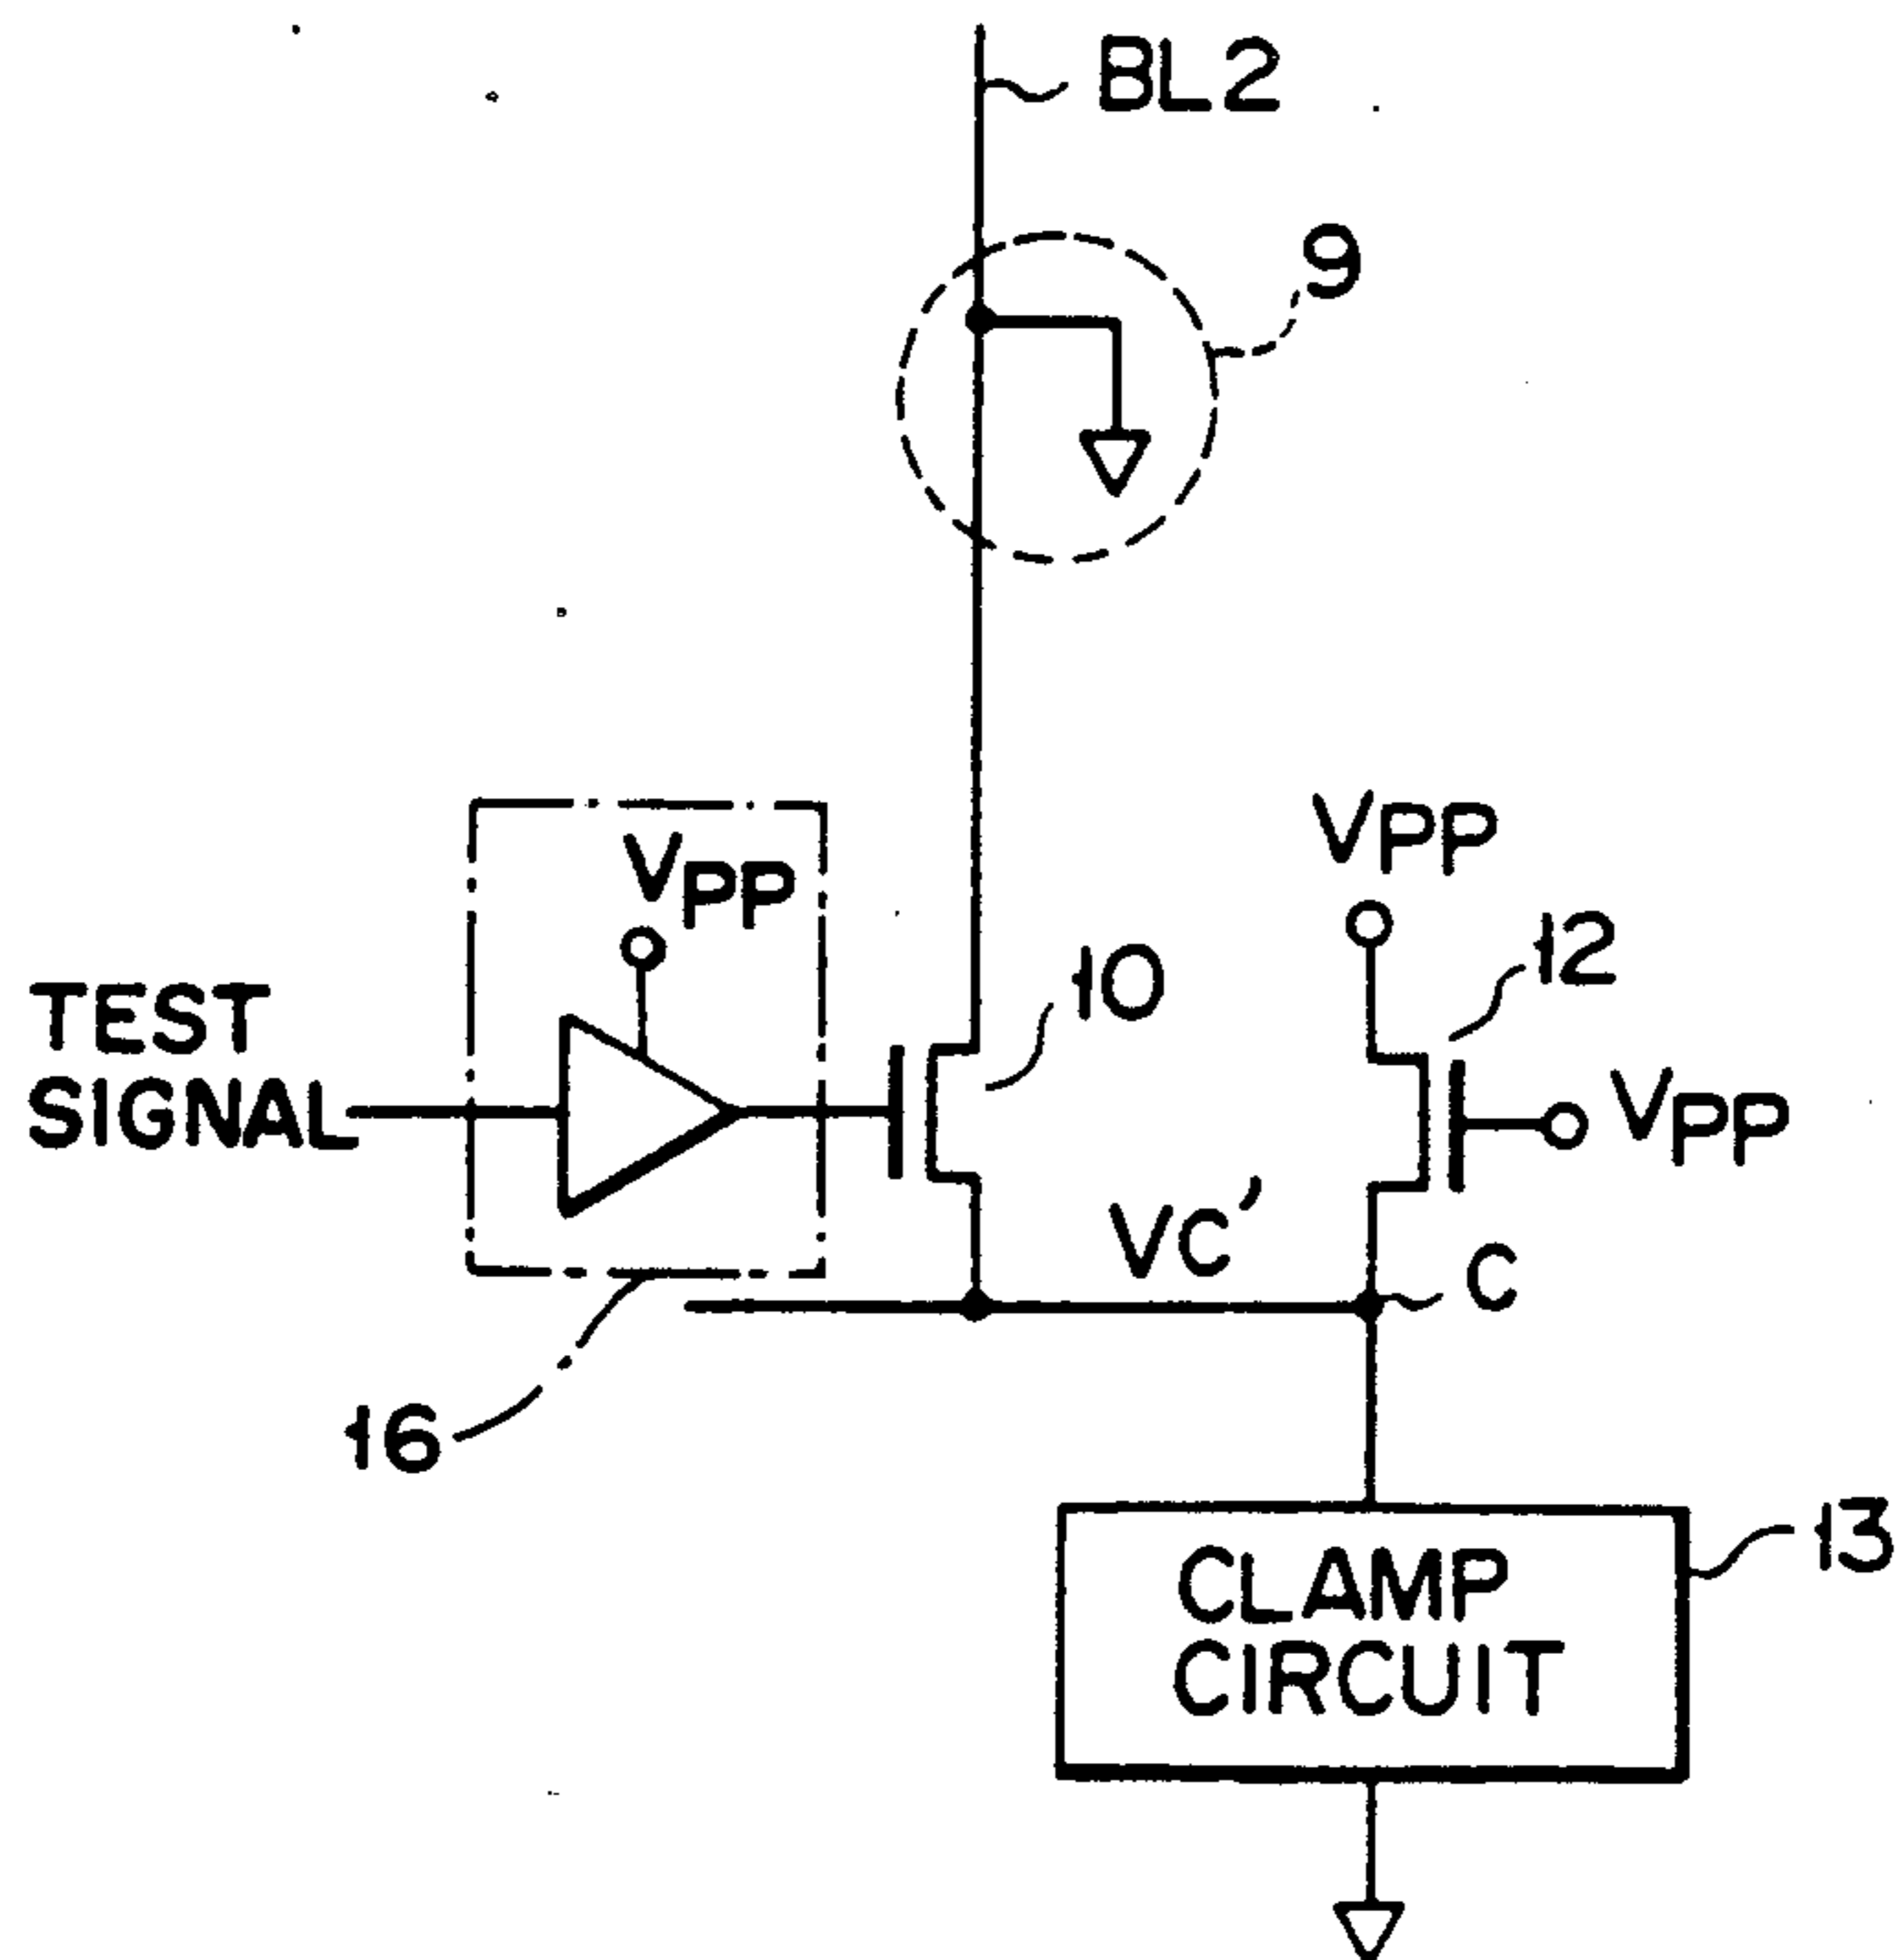 BL2
9
VPP
VPP
12
10
TEST
SIGNAL
VPP
VC'
C
16
13
CLAMP
CIRCUIT